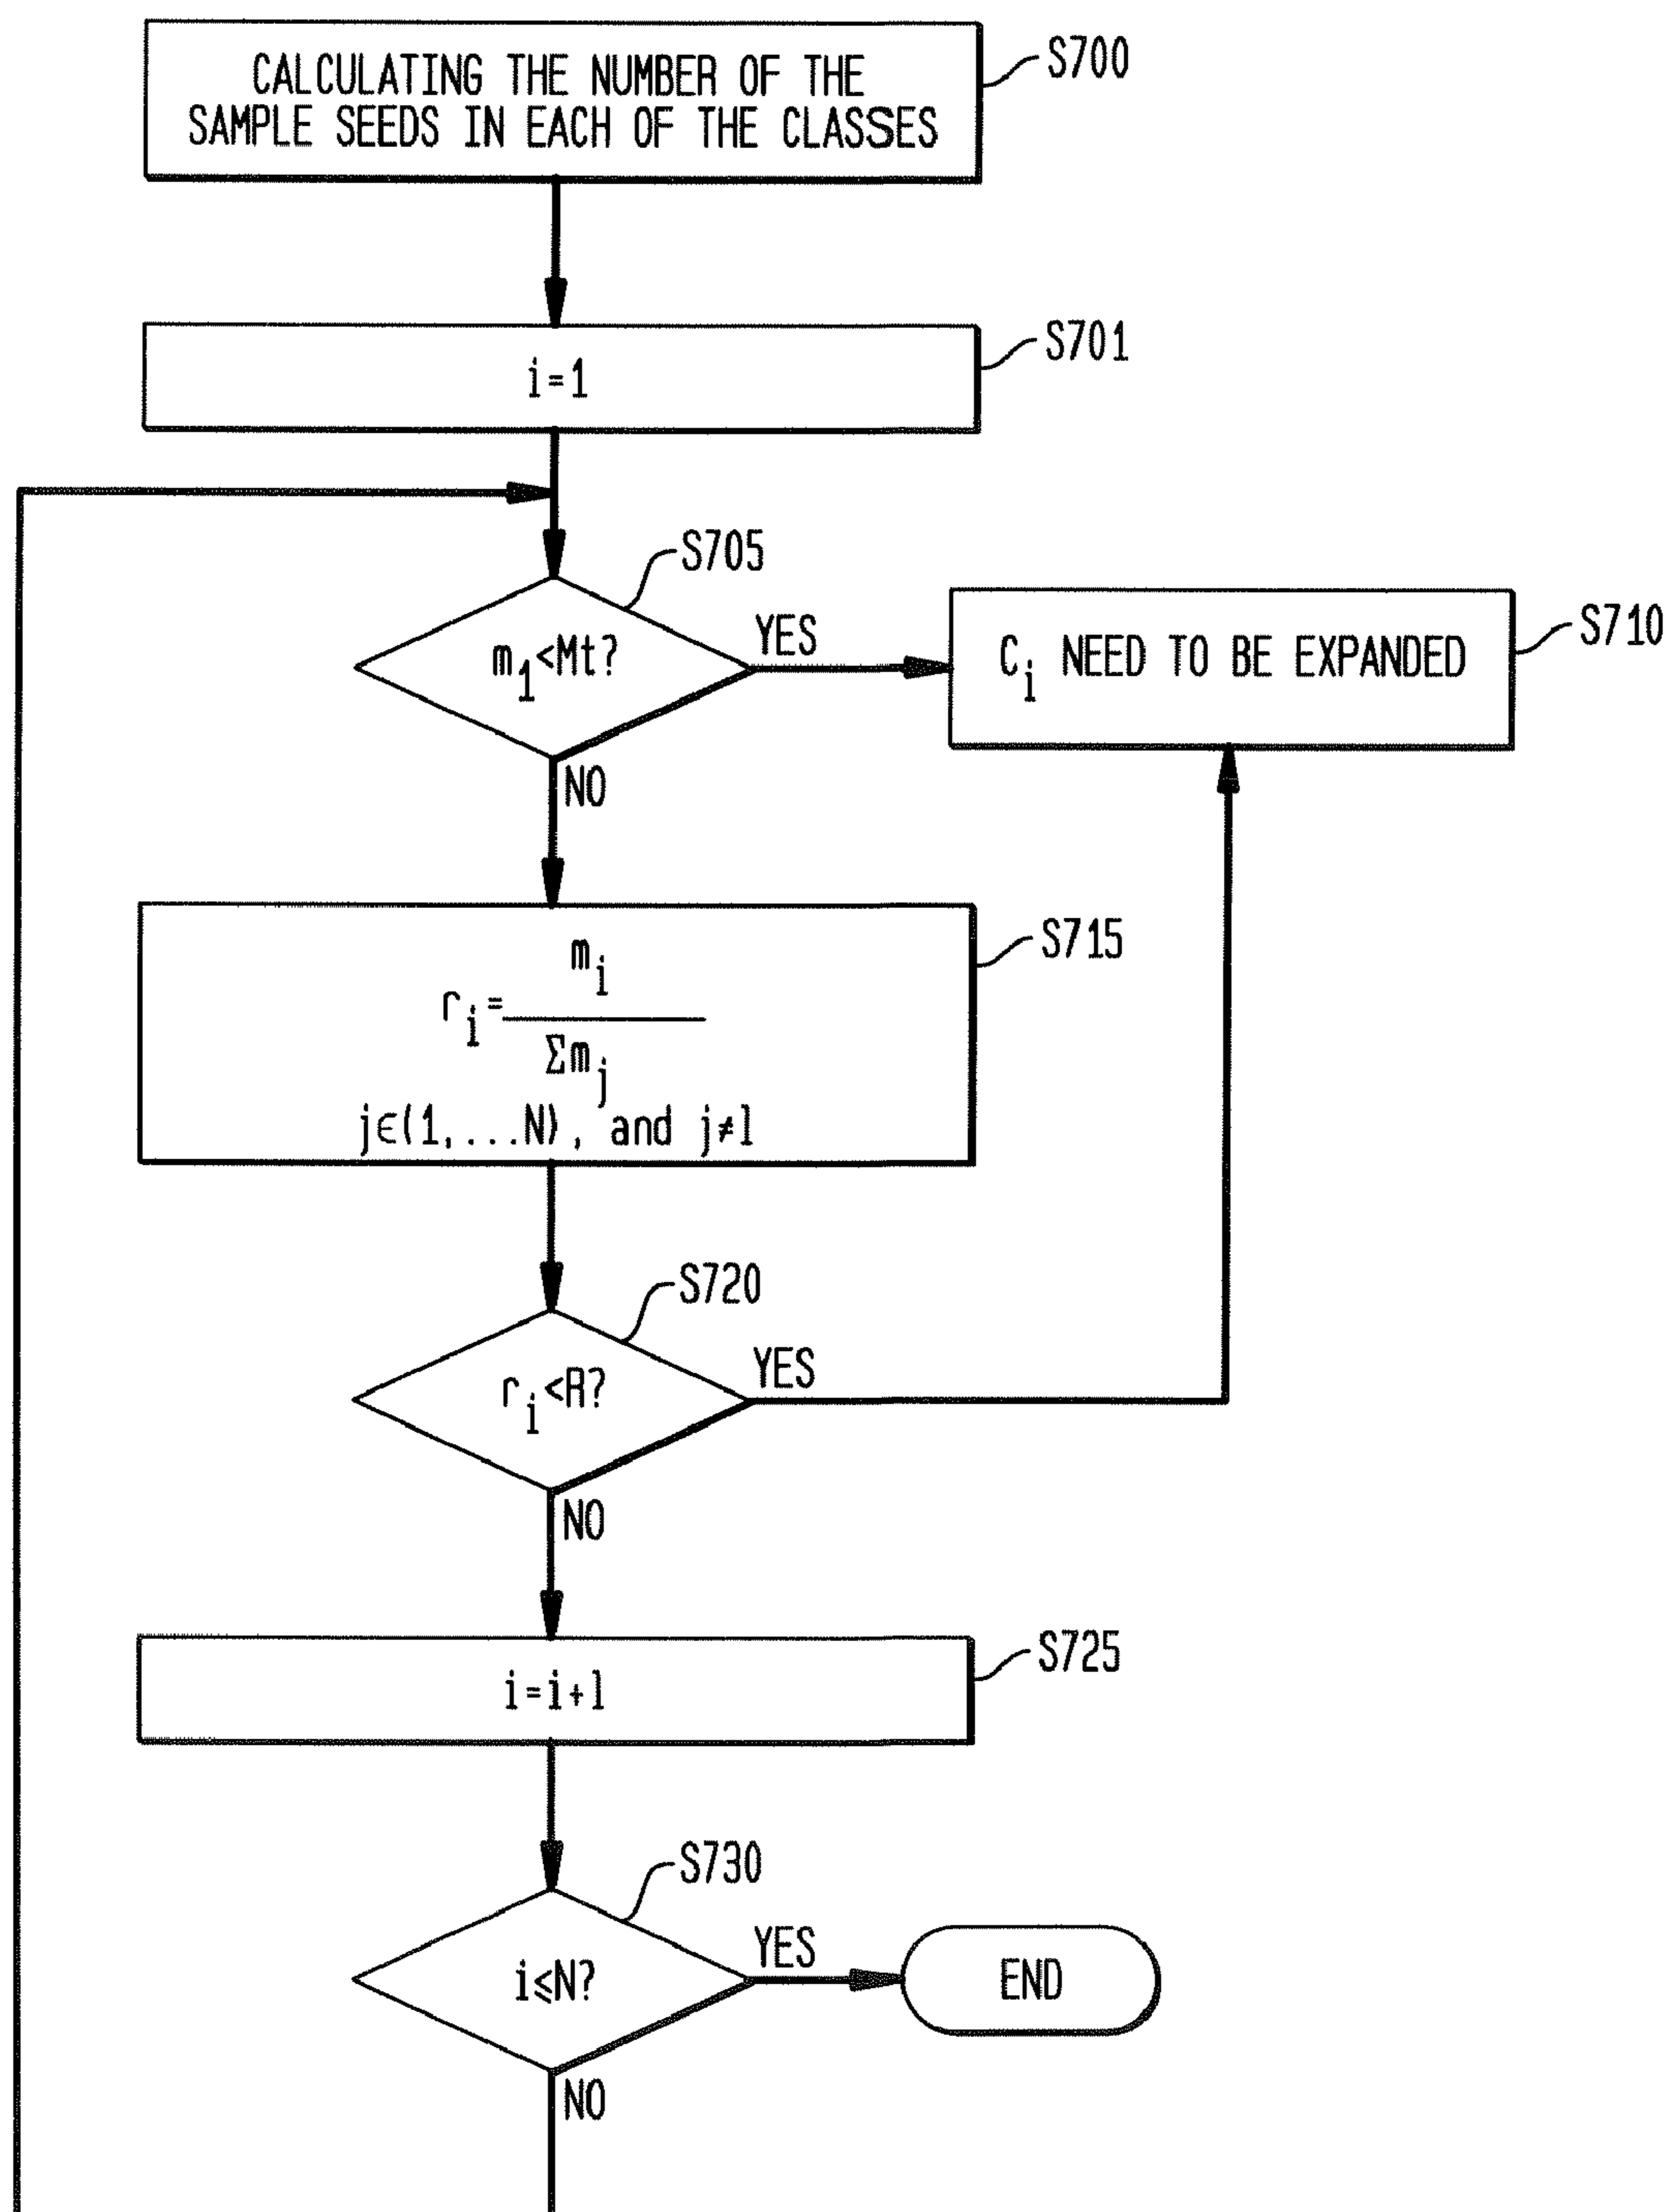 CALCULATING THE NUMBER OF THE
SAMPLE SEEDS IN EACH OF THE CLASSES
S700
i=1
S701
S705
m1<Mt?
YES
NO
Ci NEED TO BE EXPANDED
S710
ri= mi
Σmj
j∈(1,...N), and j≠l
S715
S720
ri<R?
YES
NO
i=i+l
S725
S730
i≤N?
YES
NO
END